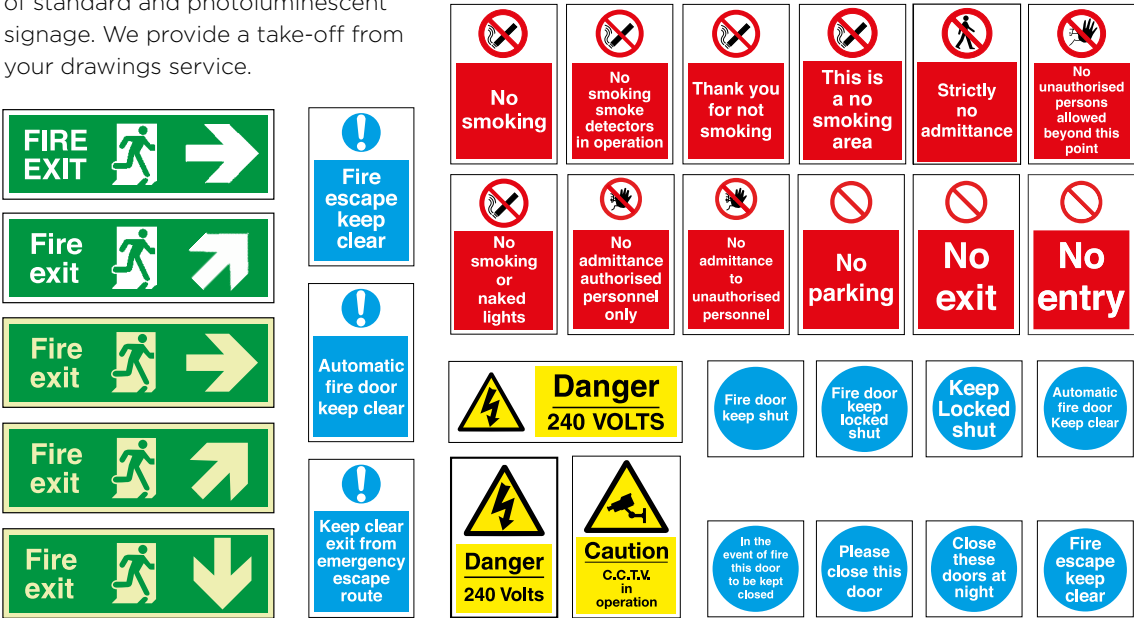 of standard and photoluminescent
signage. We provide a take-off from
your drawings service.
FIRE
EXIT
Fire
exit
Fire
exit
Fire
exit
Fire
exit
Fire
escape
keep
clear
Automatic
fire door
keep clear
Keep clear
exit from
emergency
escape
route
No
smoking
No
smoking
smoke
detectors
in operation
Thank you
for not
smoking
This is
a no
smoking
area
Strictly
no
admittance
No
unauthorised
persons
allowed
beyond this
point
No
smoking
or
naked
lights
No
admittance
authorised
personnel
only
No
admittance
to
unauthorised
personnel
No
parking
No
exit
No
entry
Danger
240 VOLTS
Danger
240 Volts
Caution
C.C.T.V.
in
operation
Fire door
keep shut
Fire door
keep
locked
shut
Keep
Locked
shut
Automatic
fire door
Keep clear
In the
event of fire
this door
to be kept
closed
Please
close this
door
Close
these
doors at
night
Fire
escape
keep
clear